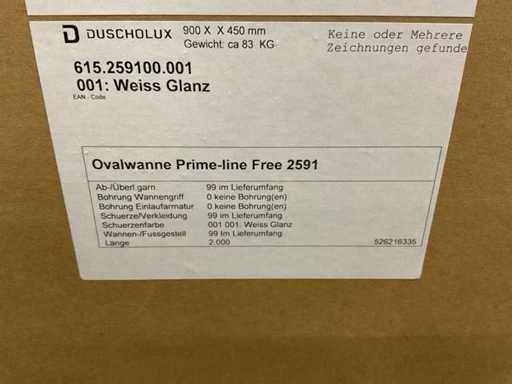 DUSCHOLUX 900 X X 450 mm
Gewicht: ca 83 KG
Keine oder Mehrere
Zeichnungen gefunde
615.259100.001
001: Weiss Glanz
EAN - Code
Ovalwanne Prime-line Free 2591
Ab-/Überl.garn 99 im Lieferumfang
Bohrung Wannengriff 0 keine Bohrung(en)
Bohrung Einlaufarmatur 0 keine Bohrung(en)
Schuerze/Verkleidung 99 im Lieferumfang
Schuerzenfarbe 001 001: Weiss Glanz
Wannen-/Fussgestell 99 Im Lieferumfang
Länge 2.000 526216335